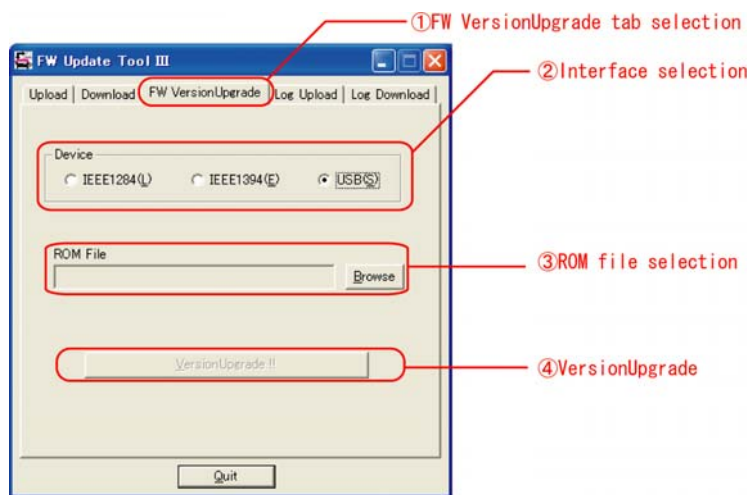 ①FW VersionUpgrade tab selection
FW Update Tool III
②Interface selection
Upload Download FW VersionUpgrade Log Upload Log Download
Device
IEEE1284(L) IEEE1394(E) USB(S)
ROM File
Browse
③ROM file selection
VersionUpgrade !!
④VersionUpgrade
Quit